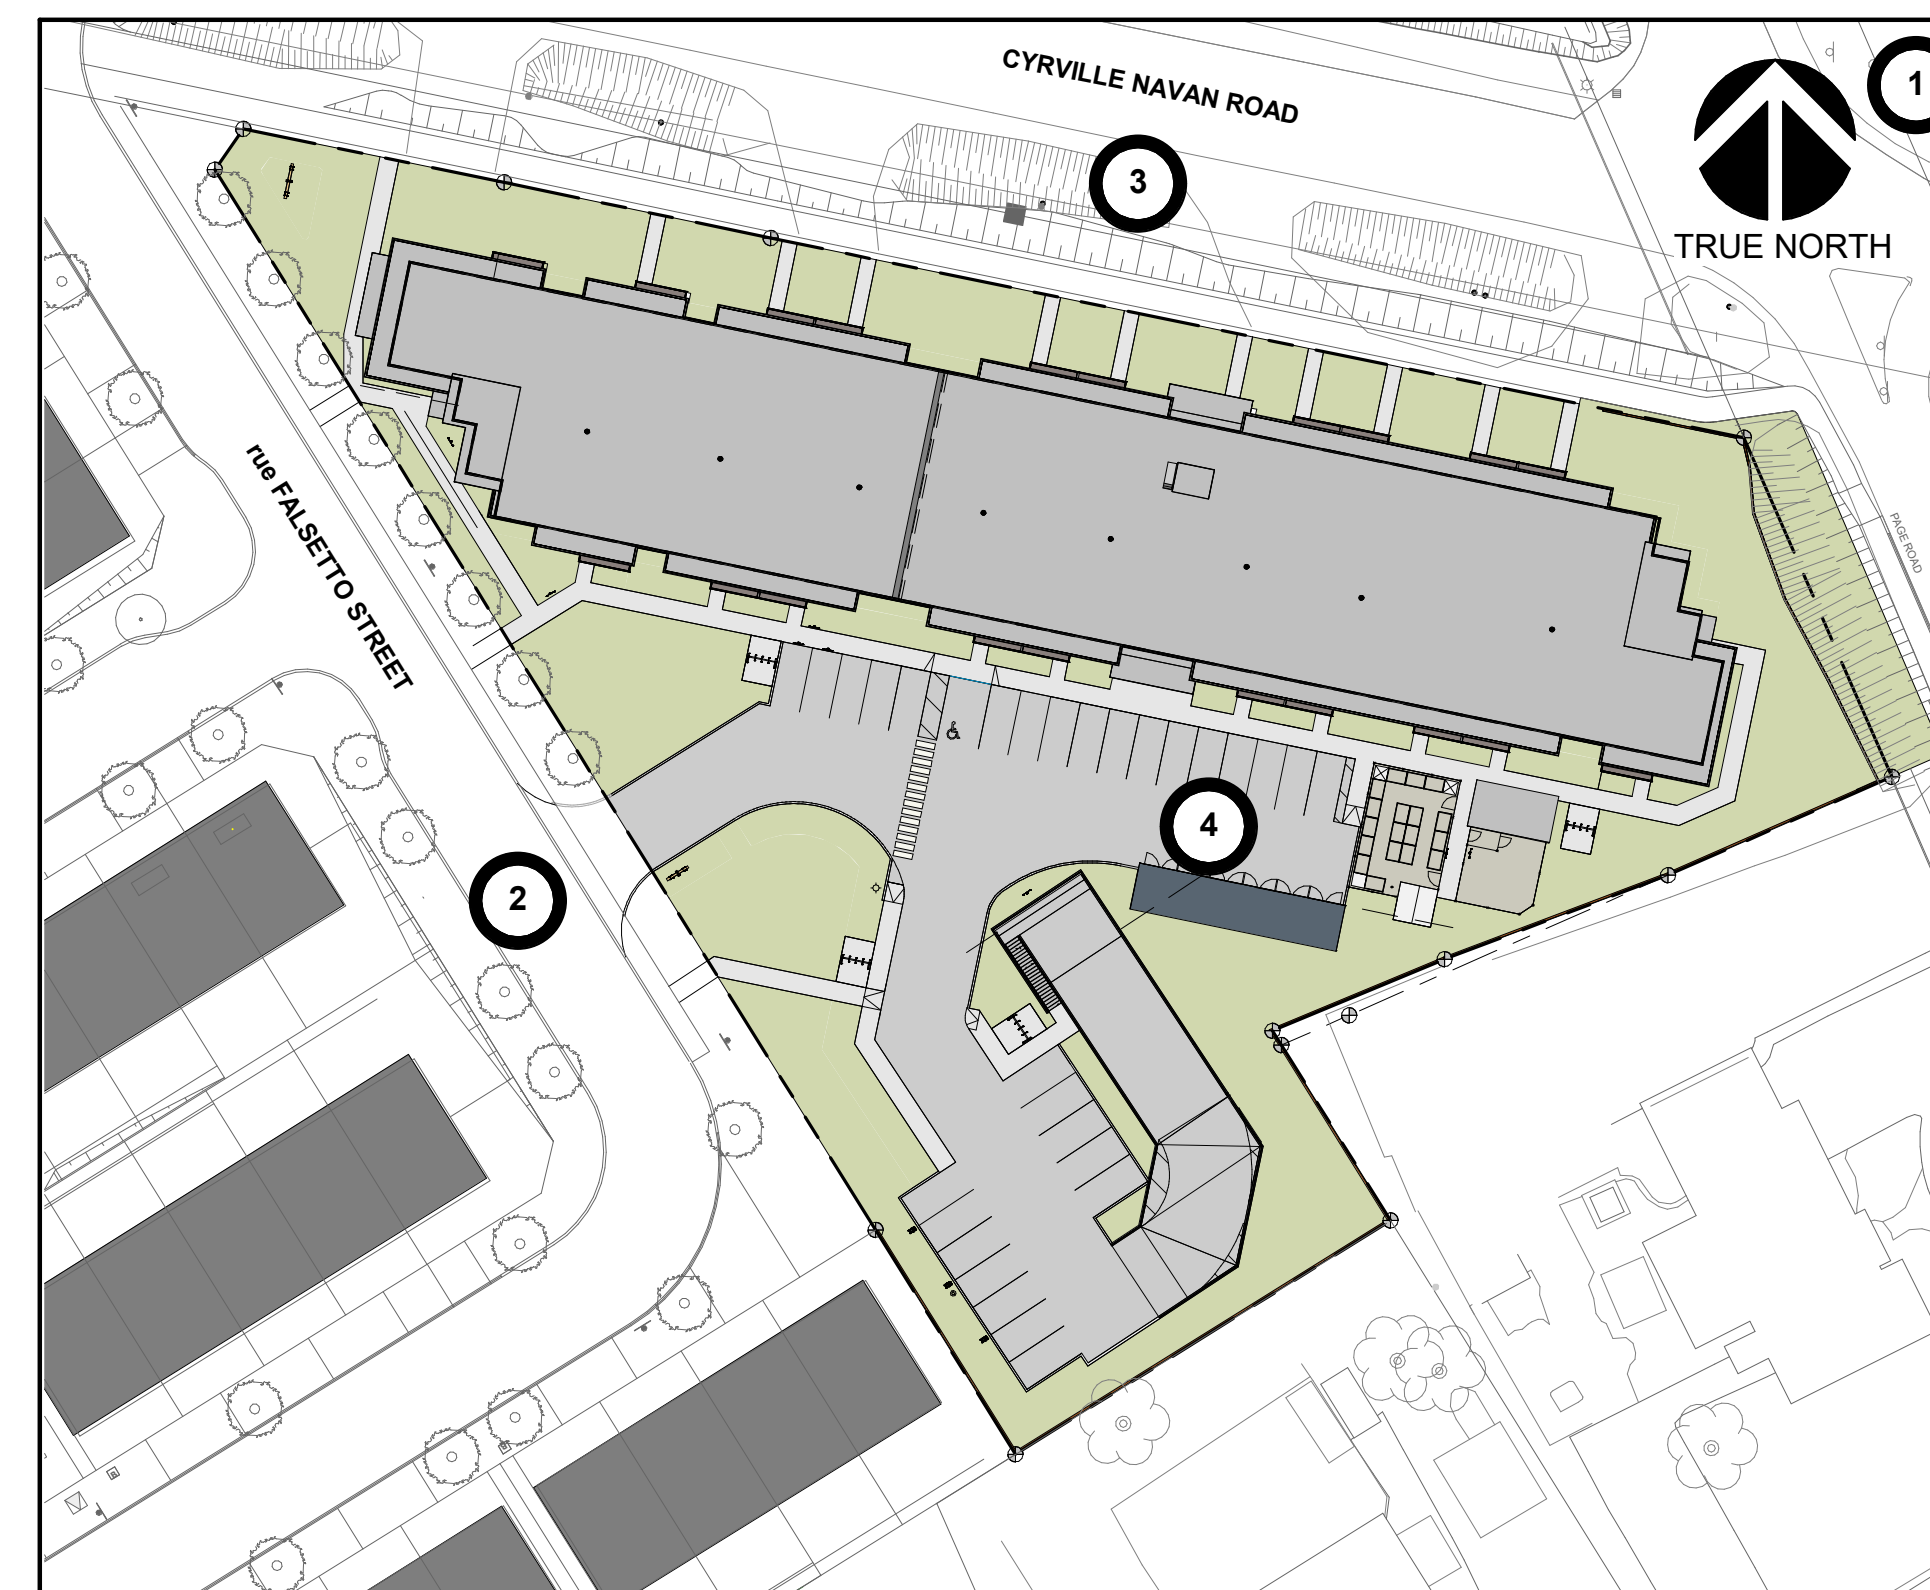 CYRVILLE NAVAN ROAD
1
3
TRUE NORTH
rue FALSETTO STREET
PAGE ROAD
4
2